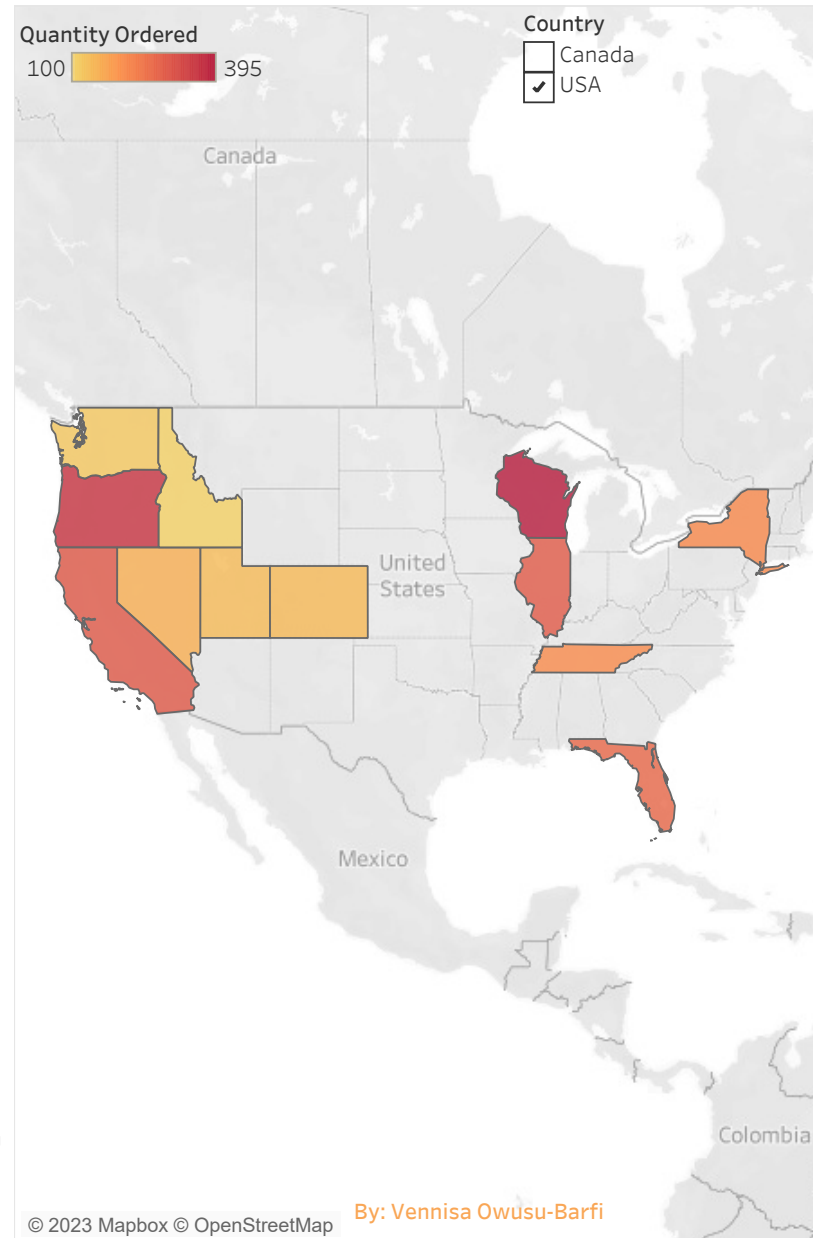 Quantity Ordered
100 395
Country
Canada
USA
Canada
United
States
Mexico
Colombia
By: Vennisa Owusu-Barfi
© 2023 Mapbox © OpenStreetMap